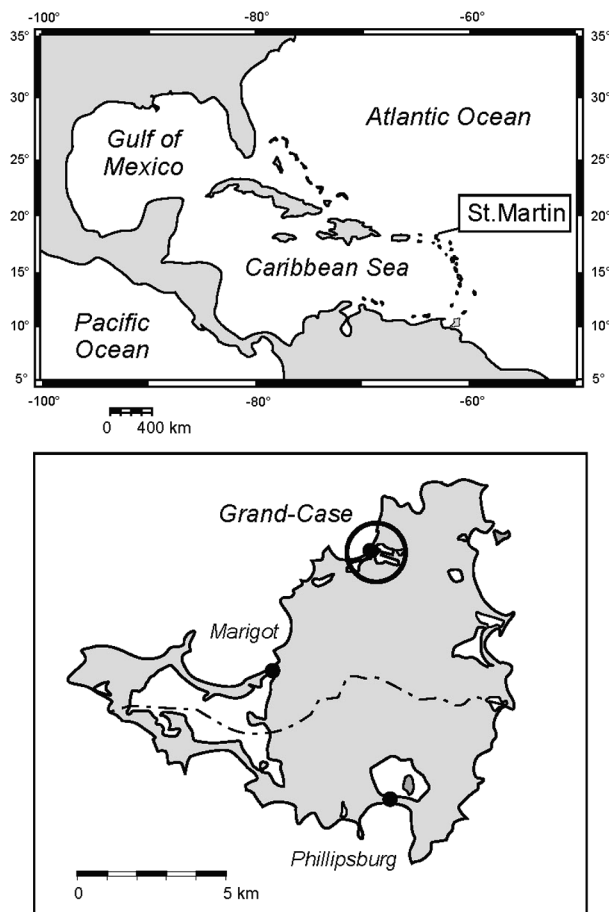 -100°
-80°
-60°
35°
35°
30°
30°
Atlantic Ocean
Gulf of
Mexico
25°
25°
20°
20°
St.Martin
15°
15°
Caribbean Sea
10°
10°
Pacific
Ocean
5°
5°
-100°
-80°
-60°
0 400 km
Grand-Case
Marigot
Phillipsburg
0 5 km